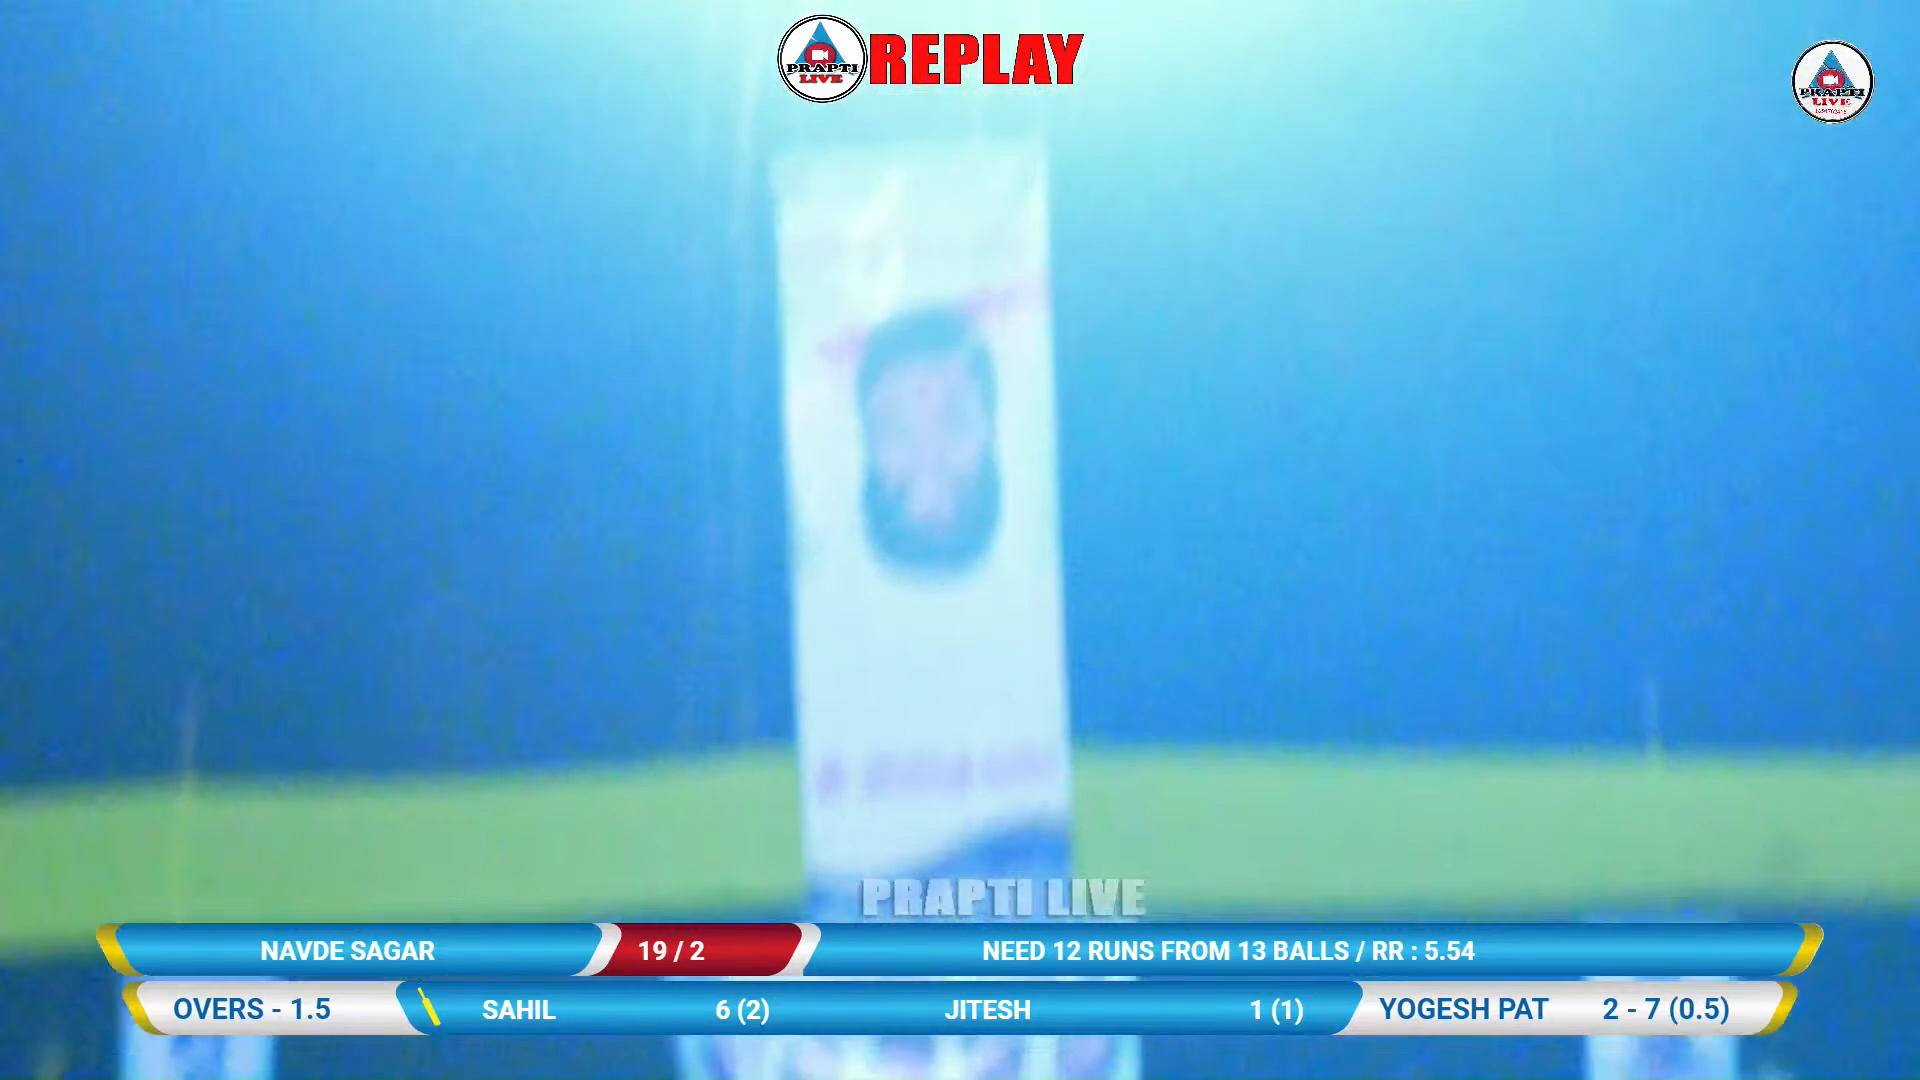 PRAPTI
LIVE
REPLAY
PRAPTI
LIVE
PRAPTI LIVE
NAVDE SAGAR 19 / 2 NEED 12 RUNS FROM 13 BALLS / RR : 5.54
OVERS - 1.5 SAHIL 6 (2) JITESH 1 (1) YOGESH PAT 2 - 7 (0.5)